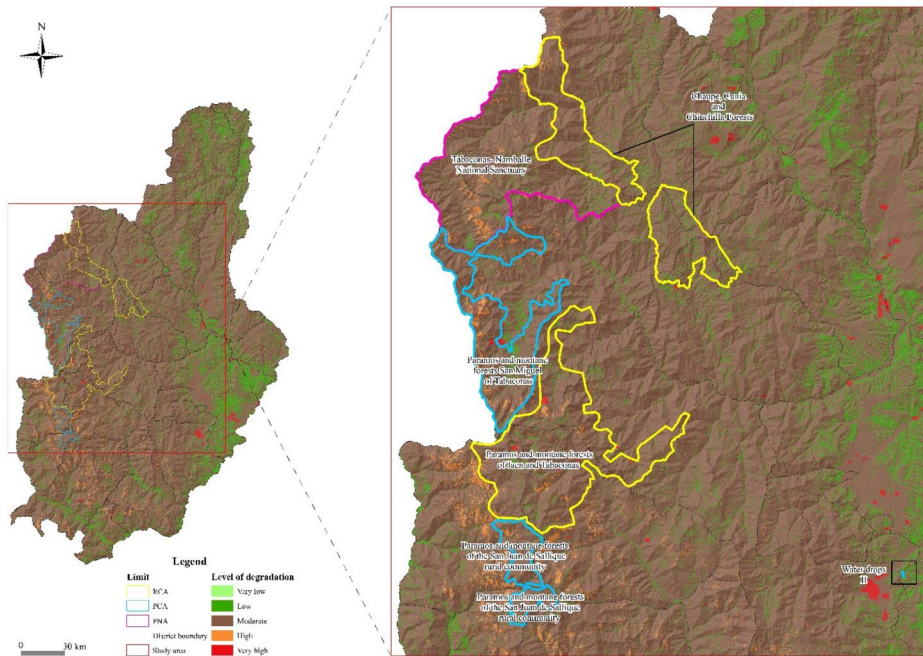 N
Chaupe, Cunia
and
Chinchilla Forests
Tabaconas- Namballe
National Sanctuary
Paramos and montane
forests San Miguel
of Tabaconas
Paramos and montane forests
of Jaen and Tabaconas
Paramos and montane forests
of the San Juan de Sallique
rural community
Paramos and montane forests
of the San Juan de Sallique
rural community
Water drops
II
Legend
Limit
RCA
PCA
PNA
District boundary
Study area
Level of degradation
Very low
Low
Moderate
High
Very high
0
30 km